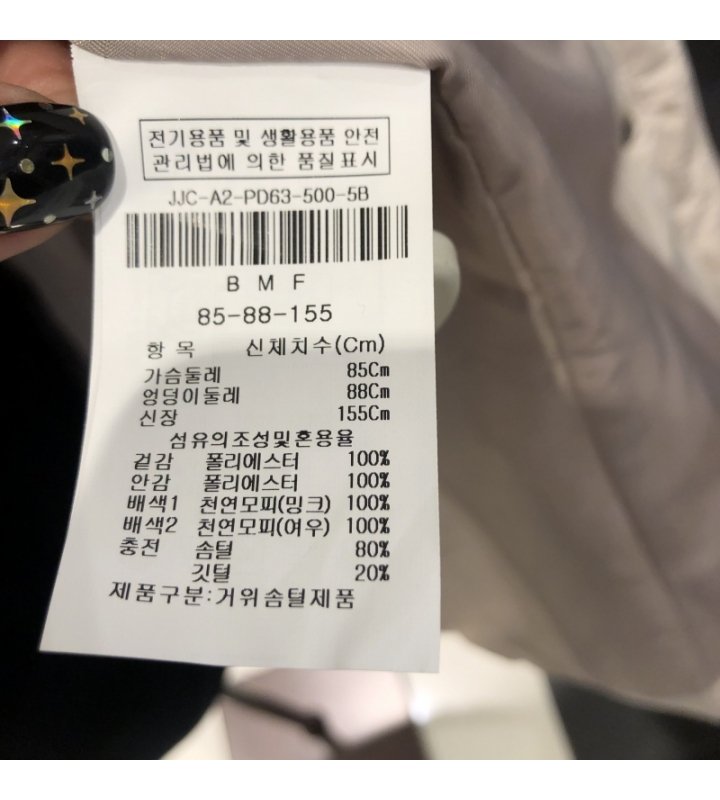 전기용품 및 생활용품 안전
관리법에 의한 품질표시
JJC-A2-PD63-500-5B
B M F
85-88-155
항 목 신체치수(Cm)
가슴둘레 85Cm
엉덩이둘레 88Cm
신장 155Cm
섬유의조성및혼용율
겉감 폴리에스터 100%
안감 폴리에스터 100%
배색1 천연모피(밍크) 100%
배색2 천연모피(여우) 100%
충전 솜털 80%
깃털 20%
제품구분:거위솜털제품